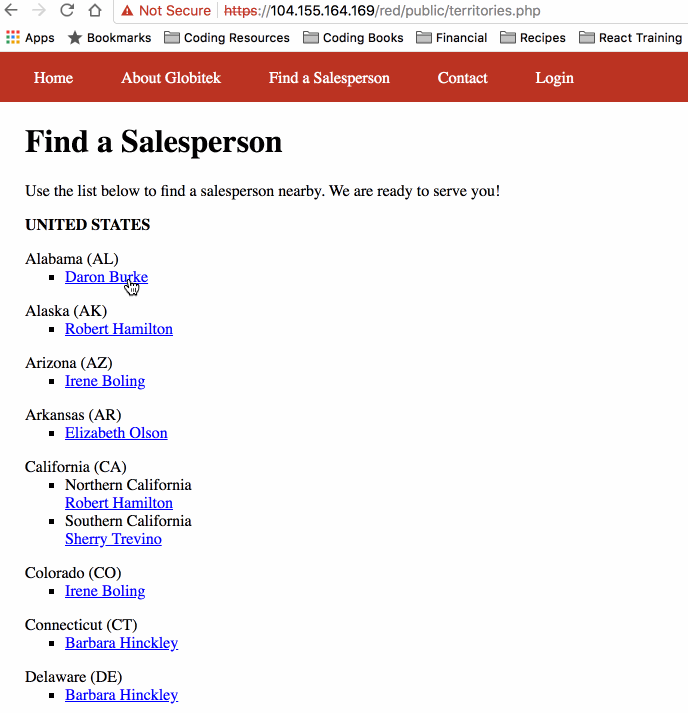 Not Secure https://104.155.164.169/red/public/territories.php
Apps Bookmarks Coding Resources Coding Books Financial Recipes React Training
Home About Globitek Find a Salesperson Contact Login
Find a Salesperson
Use the list below to find a salesperson nearby. We are ready to serve you!
UNITED STATES
Alabama (AL)
Daron Burke
Alaska (AK)
Robert Hamilton
Arizona (AZ)
Irene Boling
Arkansas (AR)
Elizabeth Olson
California (CA)
Northern California
Robert Hamilton
Southern California
Sherry Trevino
Colorado (CO)
Irene Boling
Connecticut (CT)
Barbara Hinckley
Delaware (DE)
Barbara Hinckley